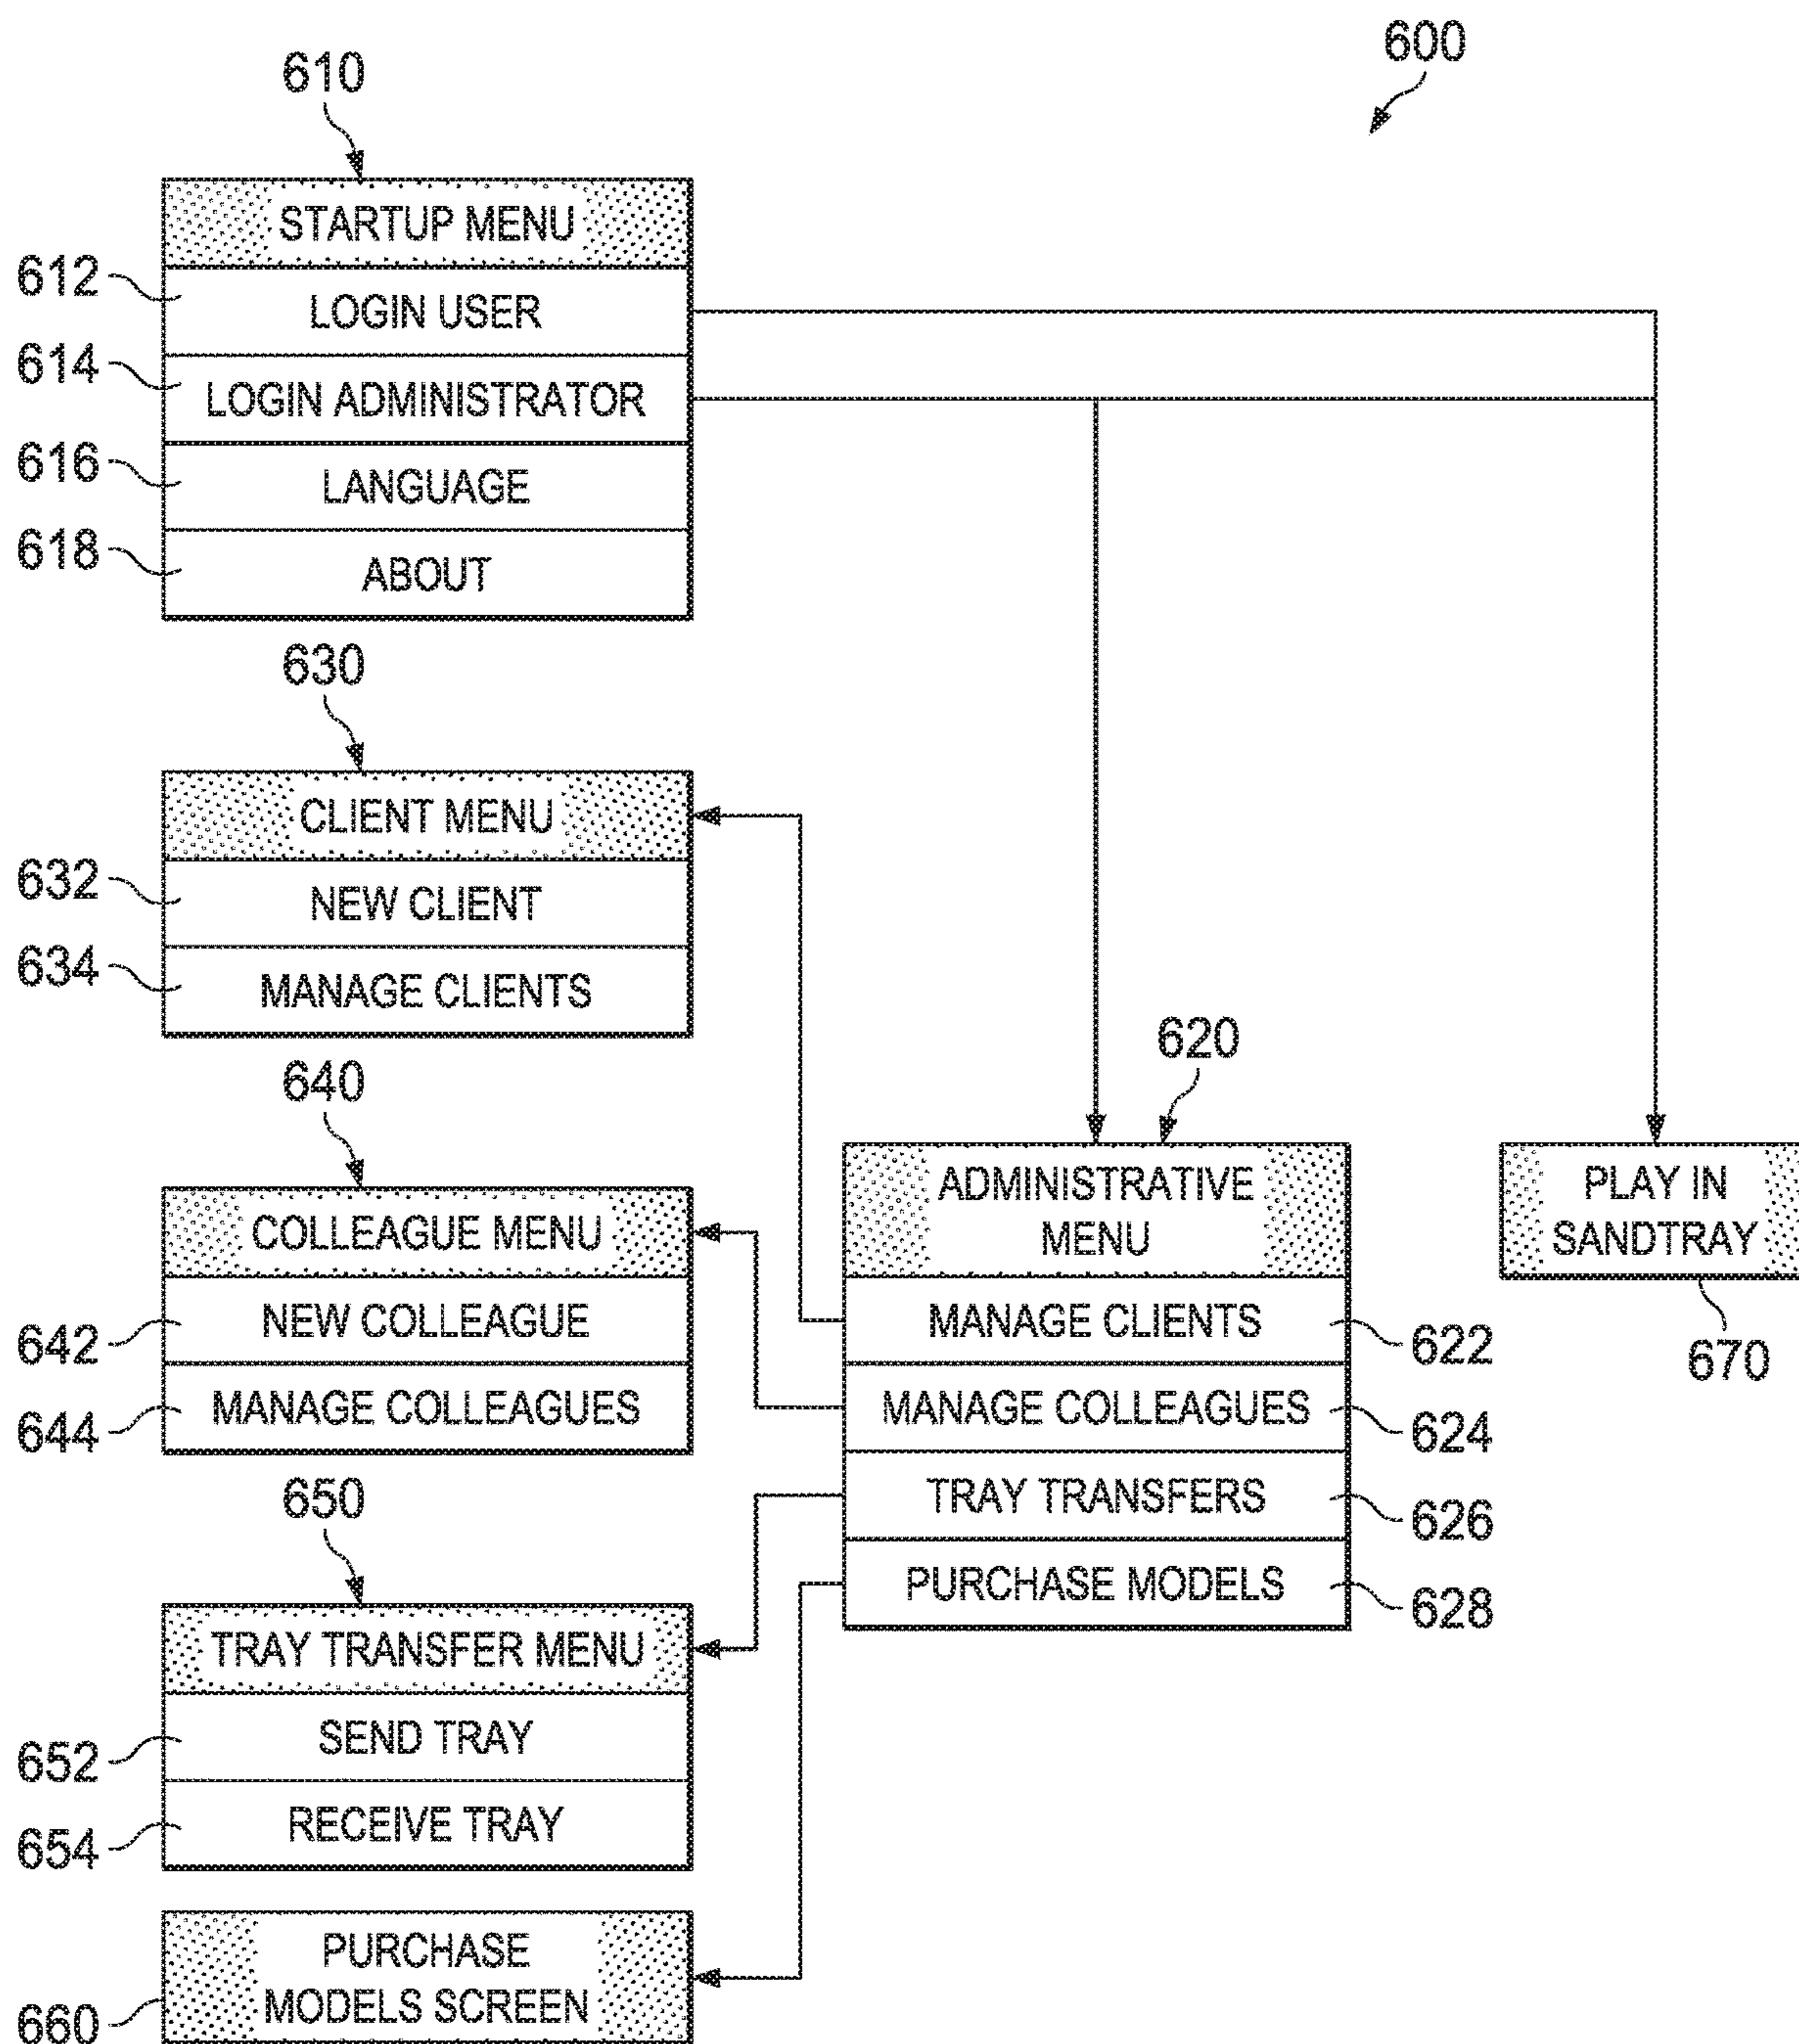 600
610
STARTUP MENU
612
LOGIN USER
614
LOGIN ADMINISTRATOR
616
LANGUAGE
618
ABOUT
630
CLIENT MENU
632
NEW CLIENT
634
MANAGE CLIENTS
640
COLLEAGUE MENU
642
NEW COLLEAGUE
644
MANAGE COLLEAGUES
650
TRAY TRANSFER MENU
652
SEND TRAY
654
RECEIVE TRAY
PURCHASE
MODELS SCREEN
660
620
ADMINISTRATIVE
MENU
MANAGE CLIENTS
622
MANAGE COLLEAGUES
624
TRAY TRANSFERS
626
PURCHASE MODELS
628
PLAY IN
SANDTRAY
670